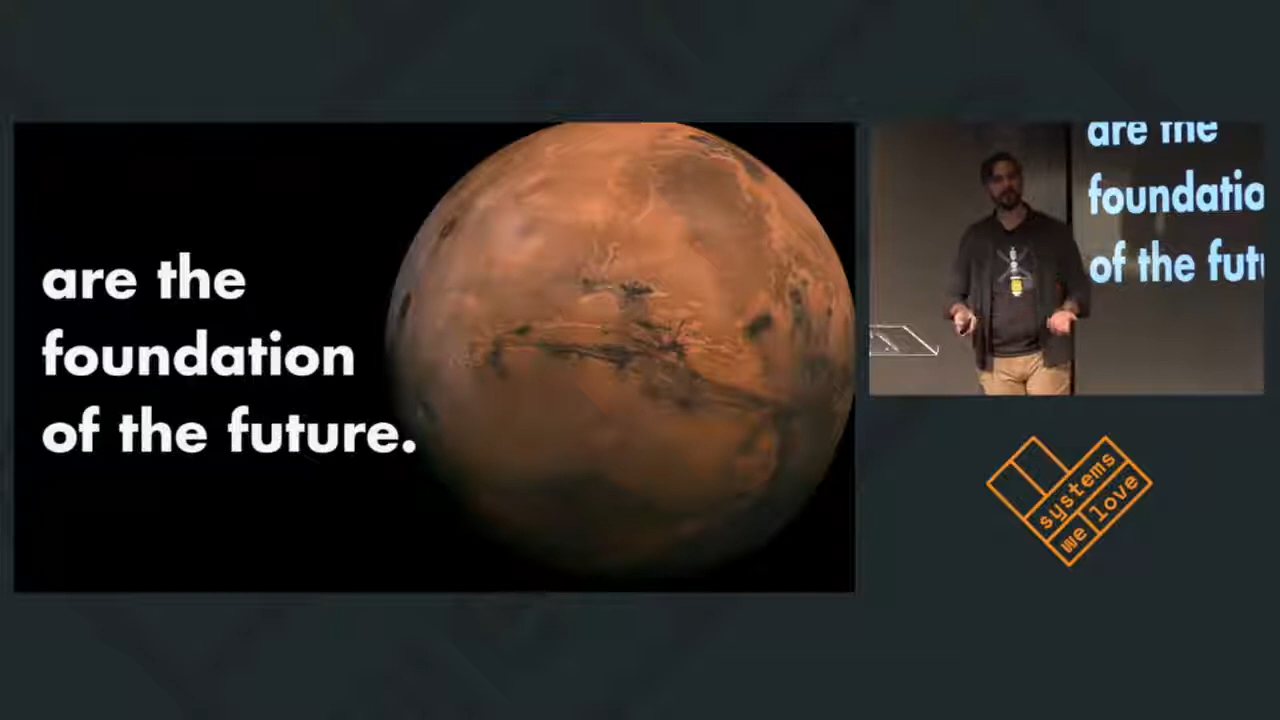 are the
foundation
of the future.
are the
foundatio
of the futu
systems
we love